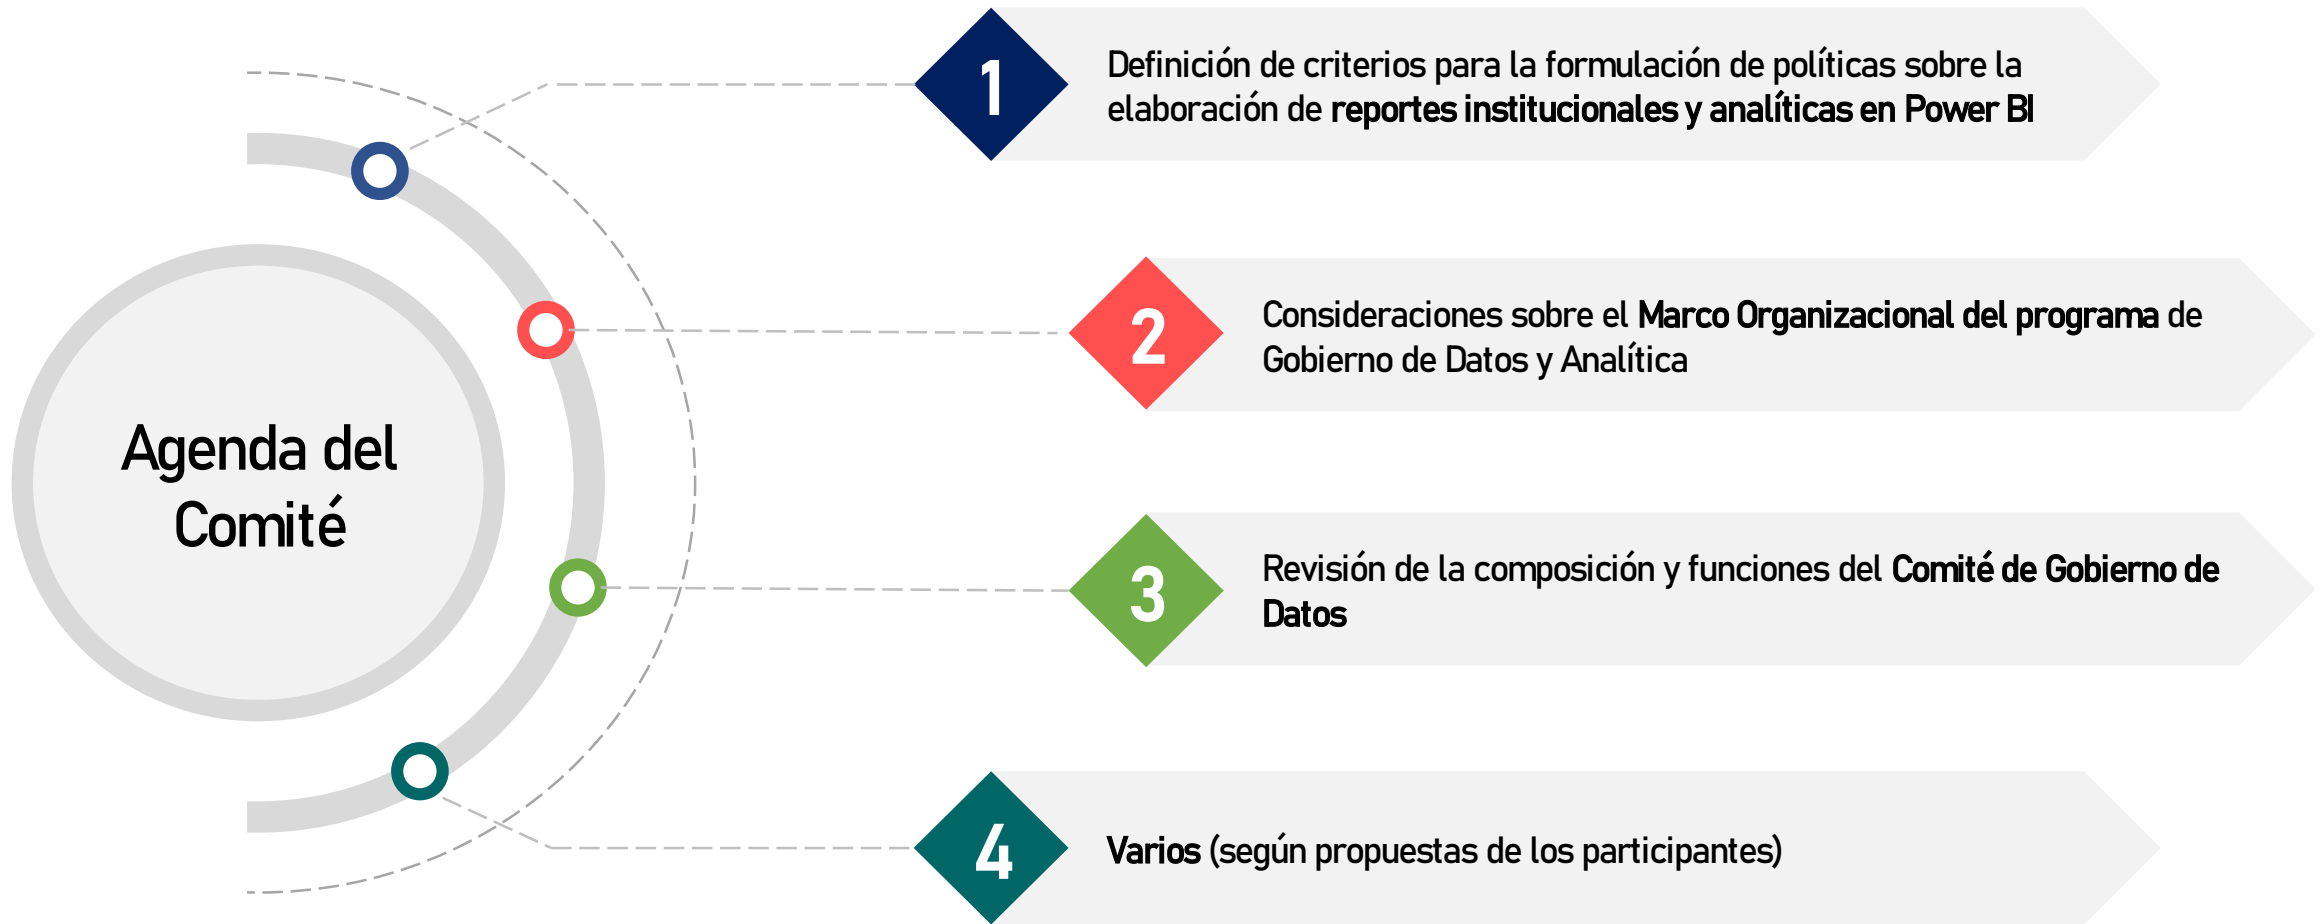 Agenda del
Comité
1
Definición de criterios para la formulación de políticas sobre la
elaboración de reportes institucionales y analíticas en Power BI
2
Consideraciones sobre el Marco Organizacional del programa de
Gobierno de Datos y Analítica
3
Revisión de la composición y funciones del Comité de Gobierno de
Datos
4
Varios (según propuestas de los participantes)